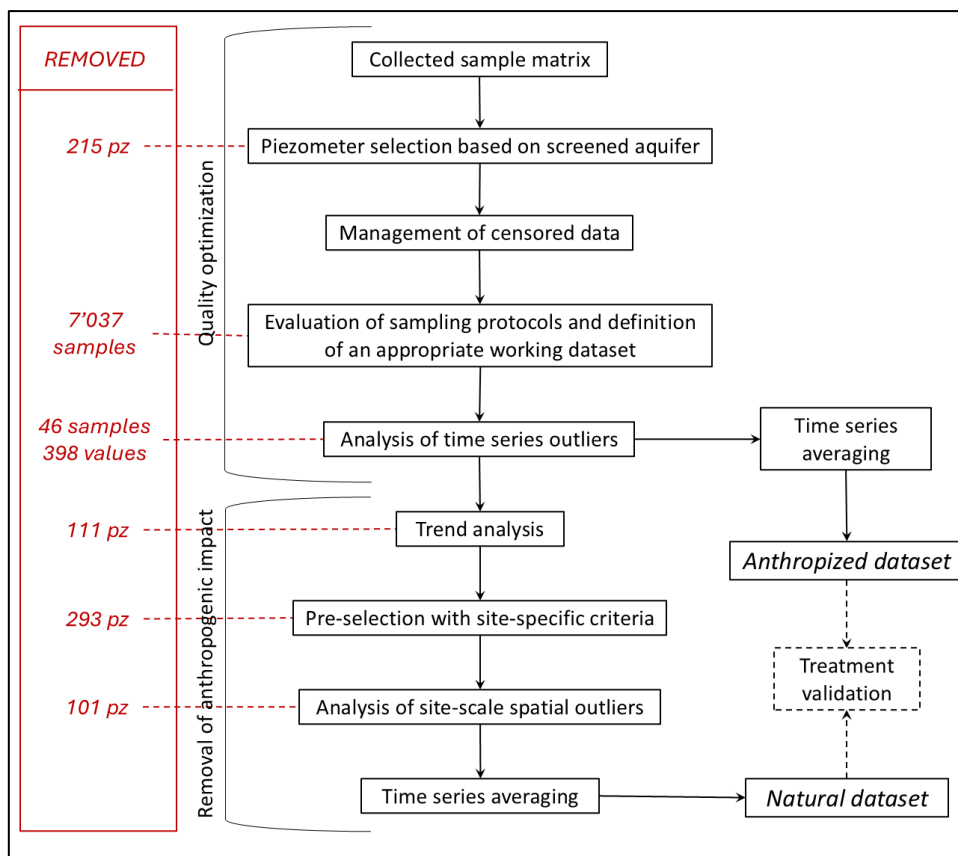 REMOVED
Collected sample matrix
215 pz
Piezometer selection based on screened aquifer
Quality optimization
Management of censored data
7’037
samples
Evaluation of sampling protocols and definition
of an appropriate working dataset
46 samples
398 values
Analysis of time series outliers
Time series
averaging
Removal of anthropogenic impact
111 pz
Trend analysis
Anthropized dataset
293 pz
Pre-selection with site-specific criteria
Treatment
validation
101 pz
Analysis of site-scale spatial outliers
Time series averaging
Natural dataset